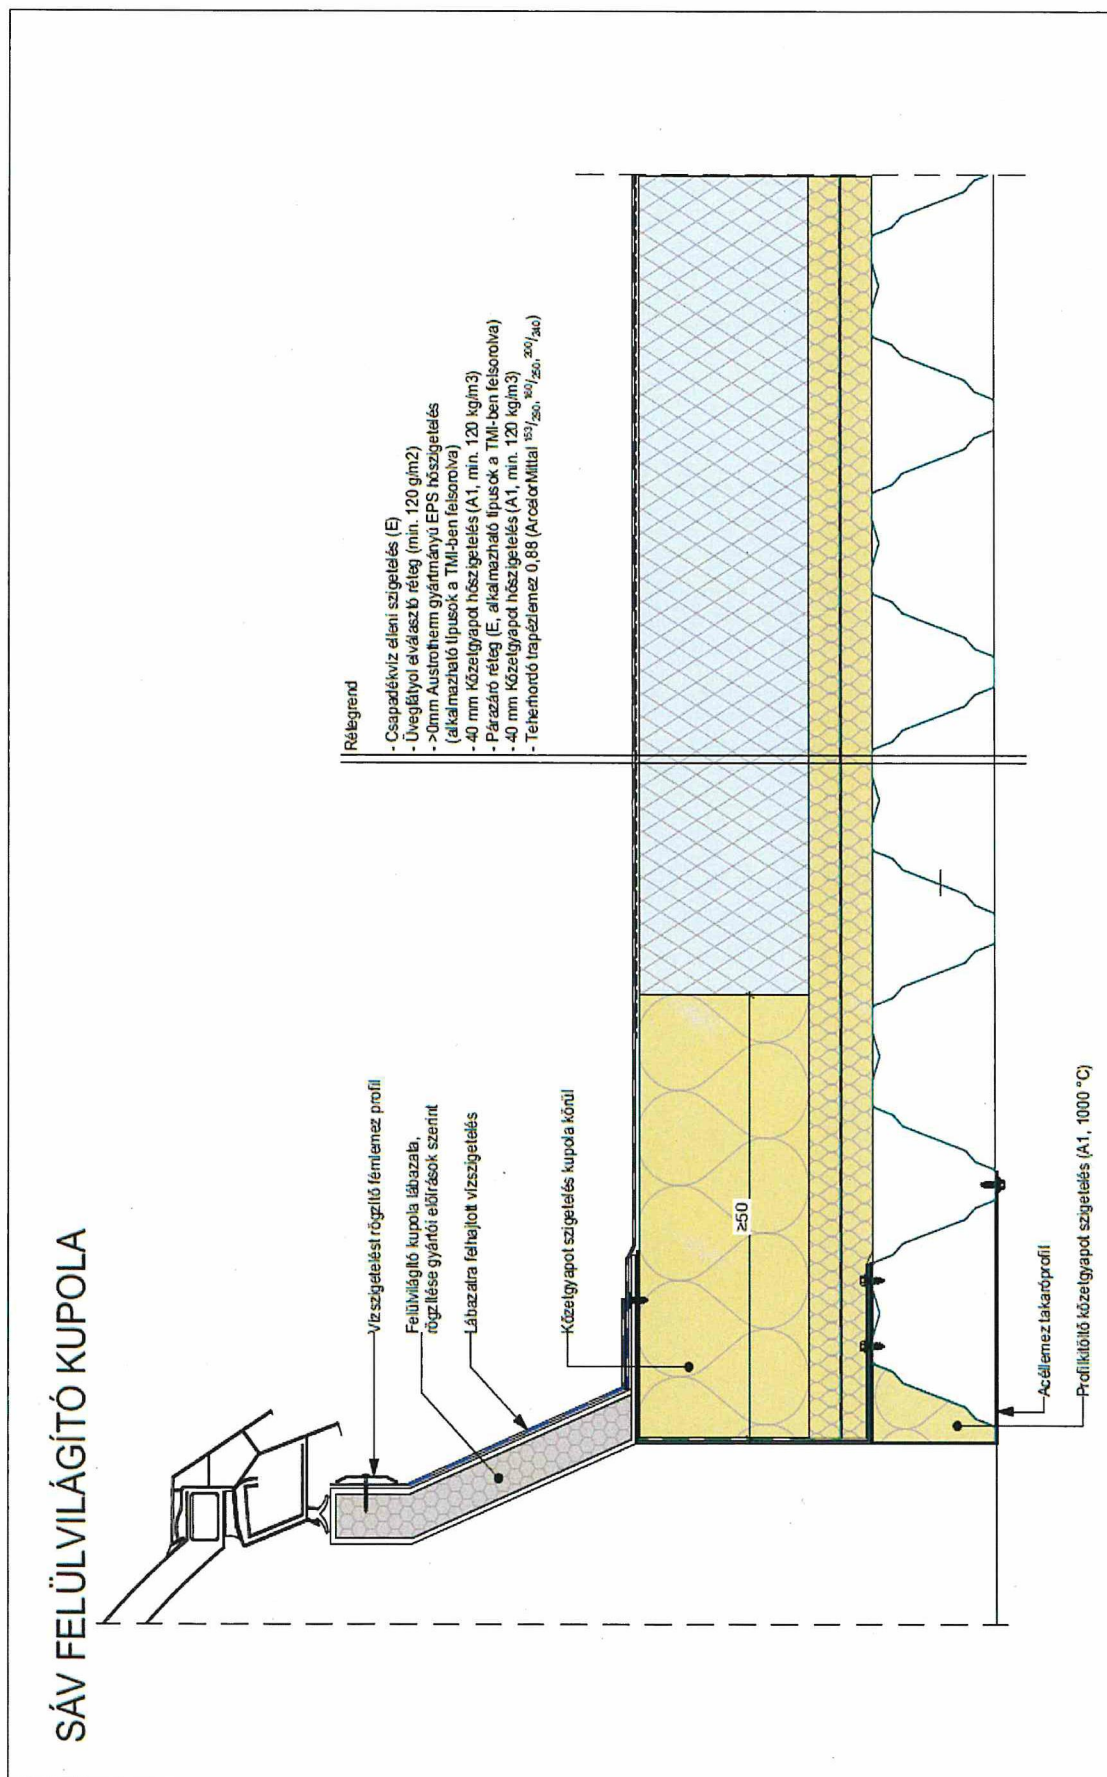 SÁV FELÜLVILÁGÍTÓ KUPOLA
Rétegrend
- Csapadékvíz elleni szigetelés (E)
- Üvegfátyol elválasztó réteg (min. 120 g/m2)
- >0mm Austrotherm gyártmányú EPS hőszigetelés
(alkalmazható típusok a TMI-ben felsorolva)
- 40 mm Kőzetgyapot hőszigetelés (A1, min. 120 kg/m3)
- Párazáró réteg (E, alkalmazható típusok a TMI-ben felsorolva)
- 40 mm Kőzetgyapot hőszigetelés (A1, min. 120 kg/m3)
- Teherhordó trapézlemez 0,88 (ArcelorMittal 153/290, 160/250, 200/240)
Vízszigetelést rögzítő fémlemez profil
Felülvilágító kupola lábazata,
rögzítése gyártói előírások szerint
Lábazatra felhajtott vízszigetelés
Kőzetgyapot szigetelés kupola körül
≥50
Acéllemez takaróprofil
Profilkitöltő kőzetgyapot szigetelés (A1, 1000 °C)